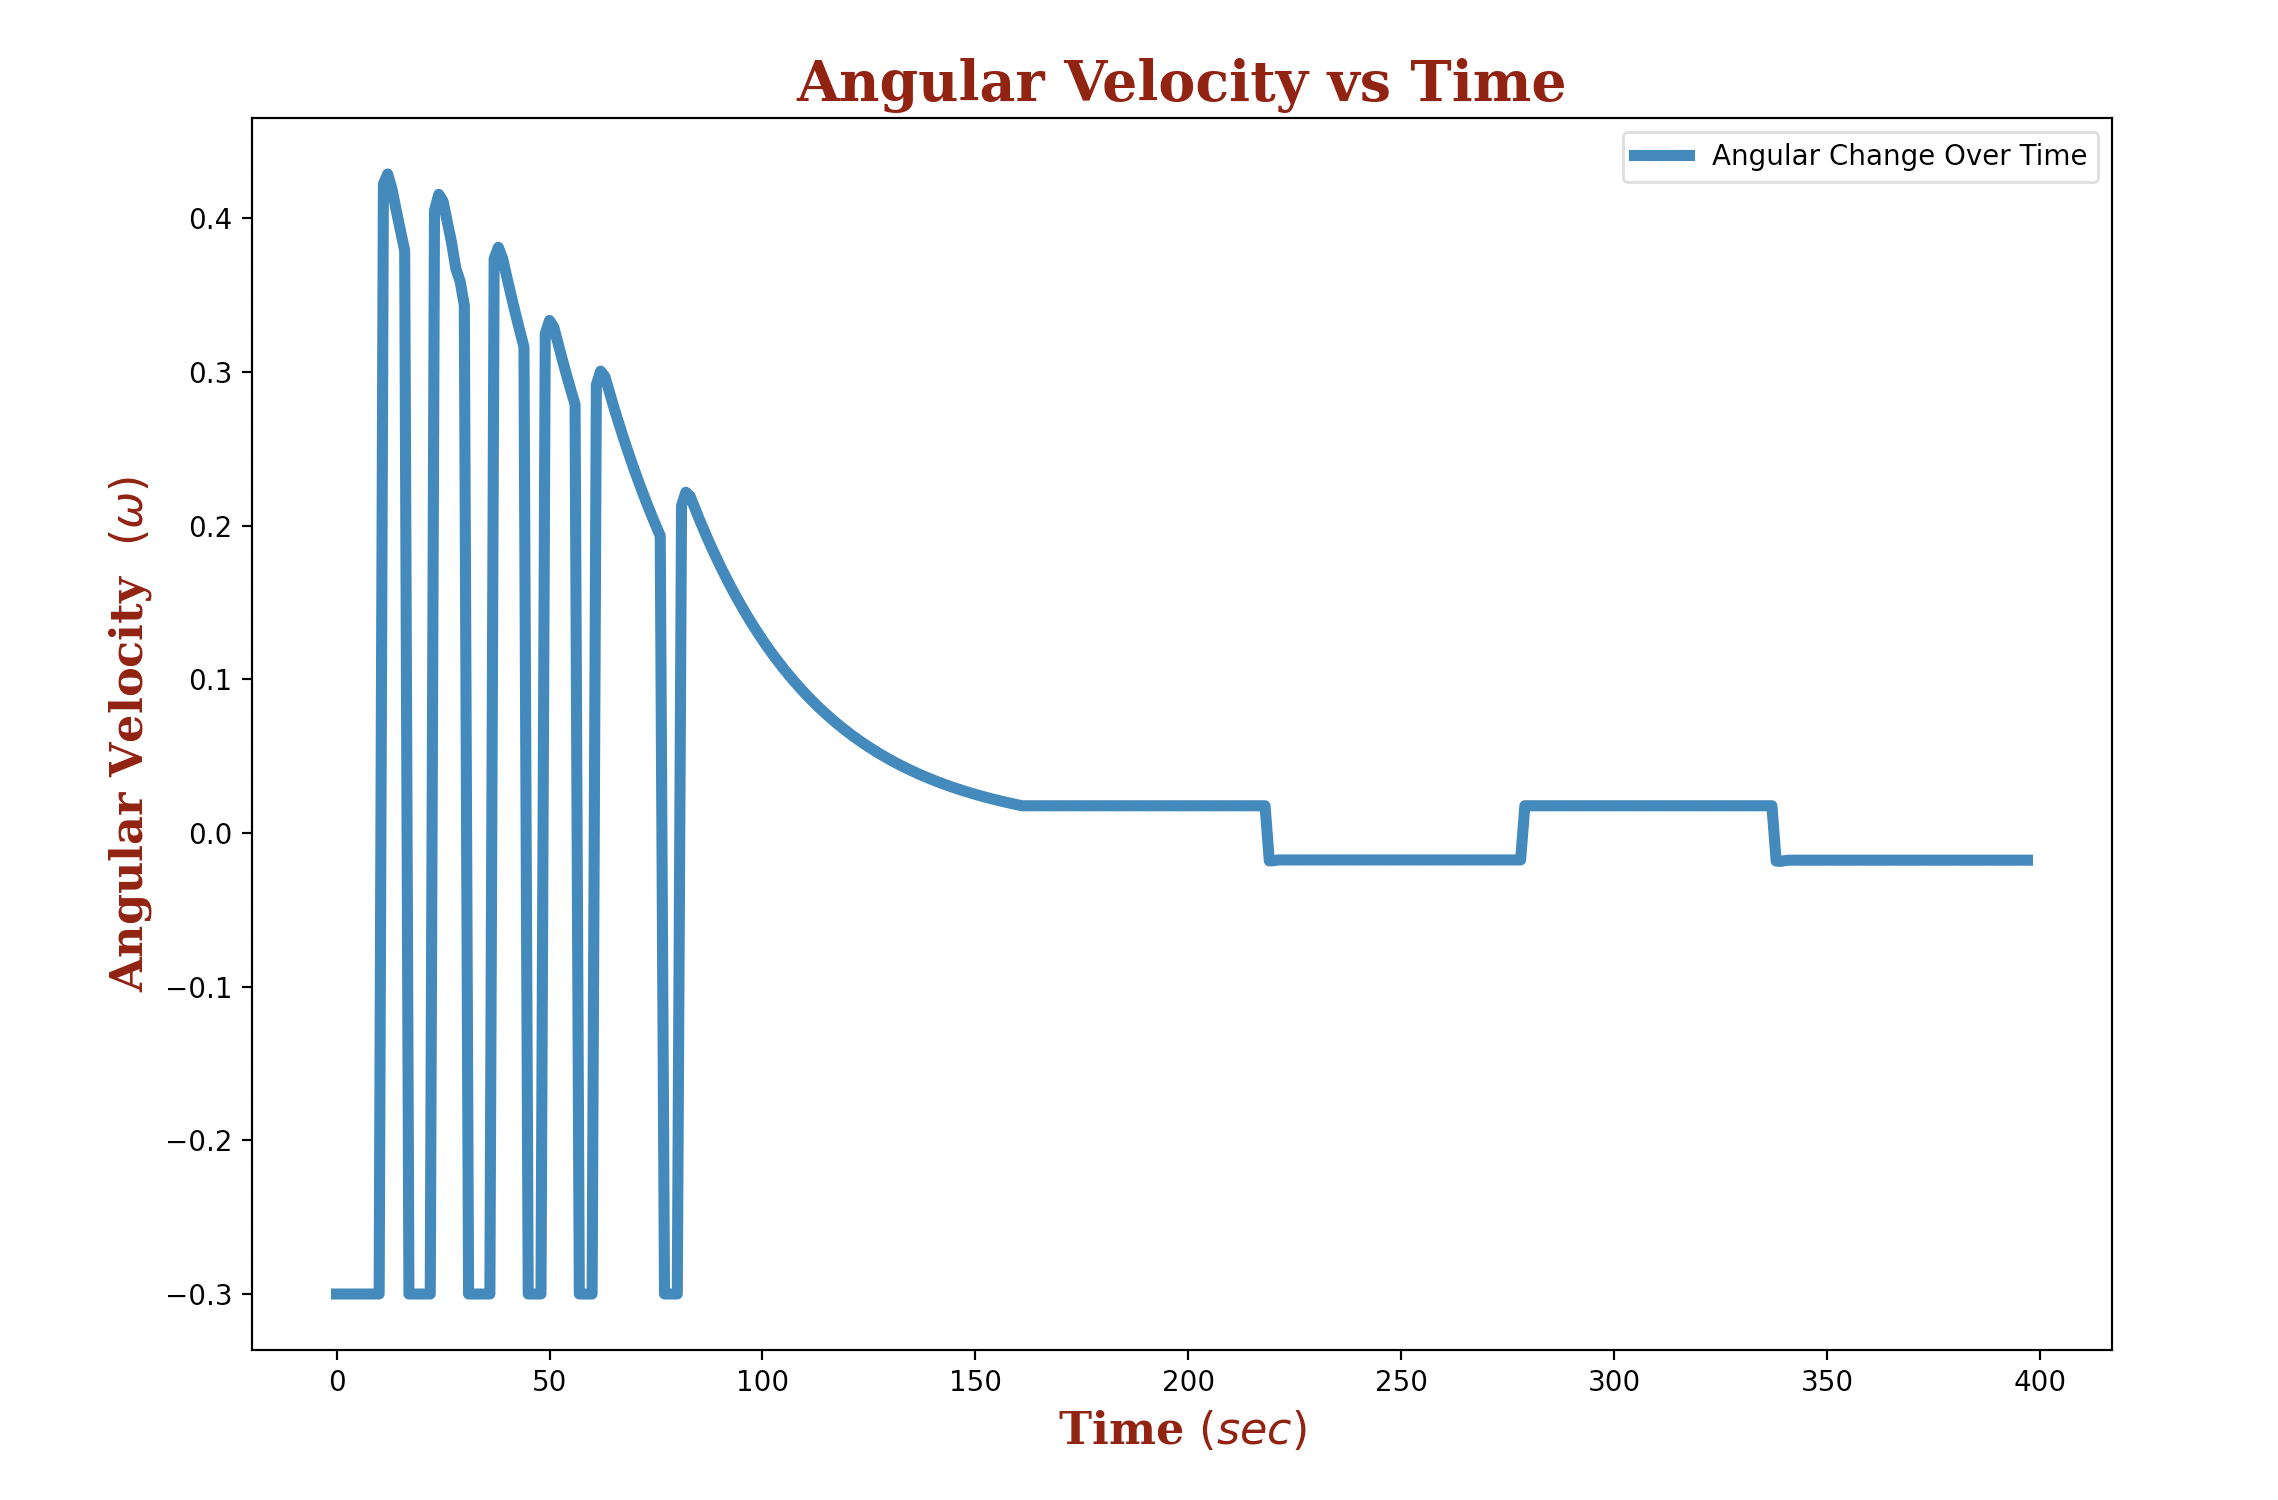 Angular Velocity vs Time
Angular Change Over Time
Angular Velocity (ω)
0.4
0.3
0.2
0.1
0.0
−0.1
−0.2
−0.3
0 50 100 150 200 250 300 350 400
Time (sec)